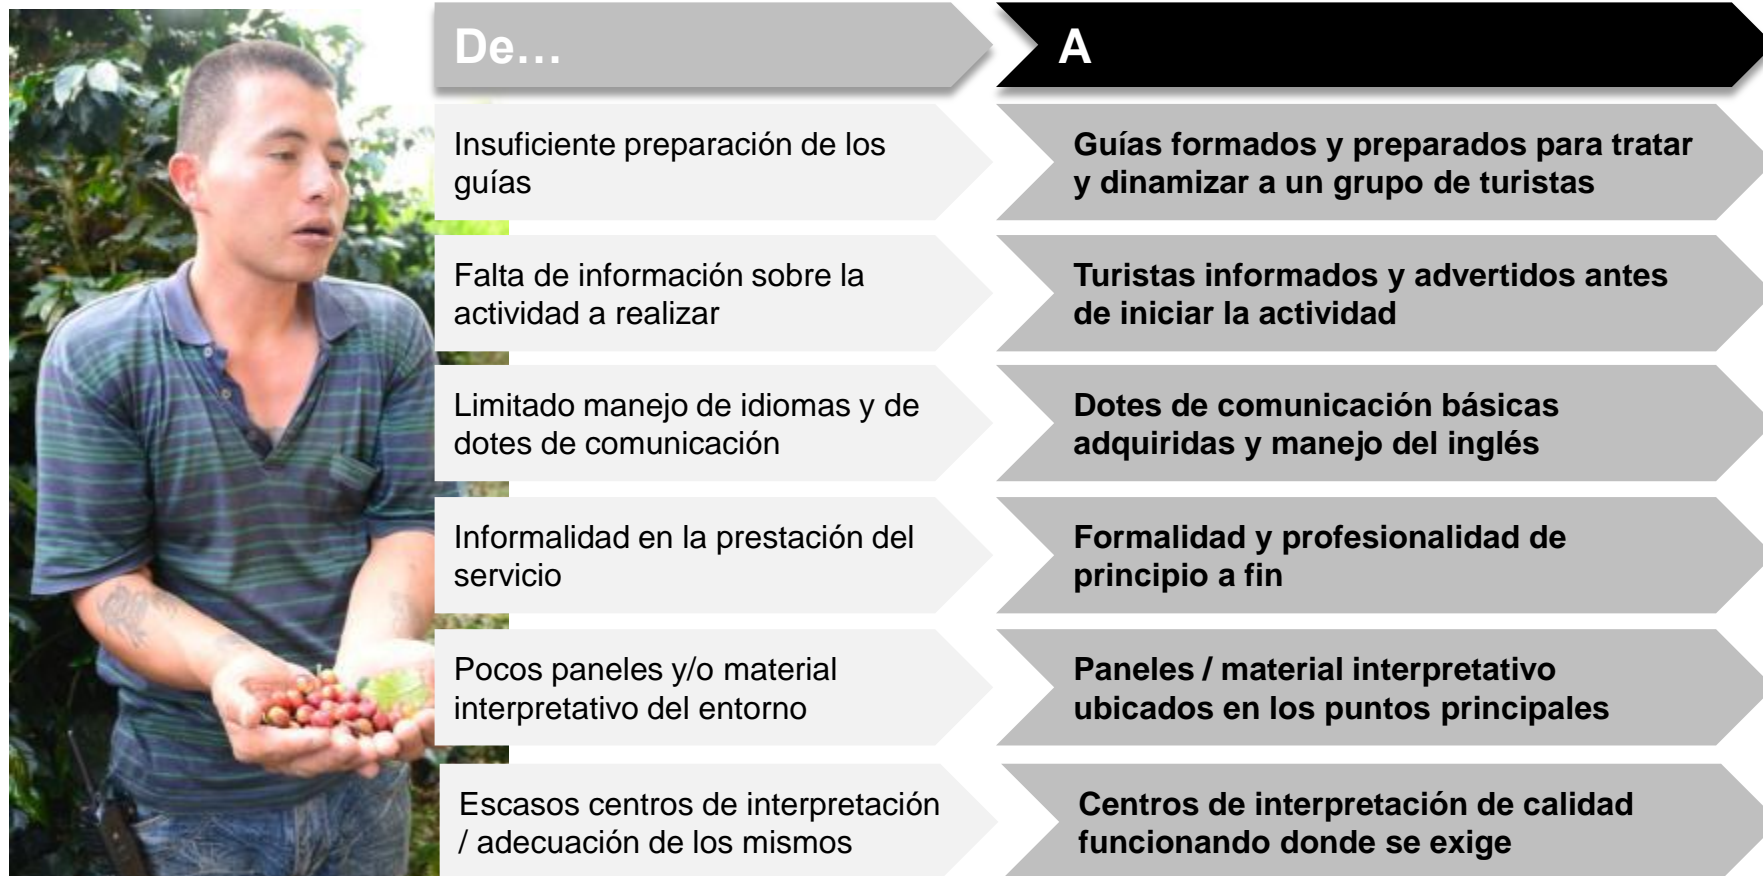 De…
A
Insuficiente preparación de los
guías
Guías formados y preparados para tratar
y dinamizar a un grupo de turistas
Falta de información sobre la
actividad a realizar
Turistas informados y advertidos antes
de iniciar la actividad
Limitado manejo de idiomas y de
dotes de comunicación
Dotes de comunicación básicas
adquiridas y manejo del inglés
Informalidad en la prestación del
servicio
Formalidad y profesionalidad de
principio a fin
Pocos paneles y/o material
interpretativo del entorno
Paneles / material interpretativo
ubicados en los puntos principales
Escasos centros de interpretación
/ adecuación de los mismos
Centros de interpretación de calidad
funcionando donde se exige